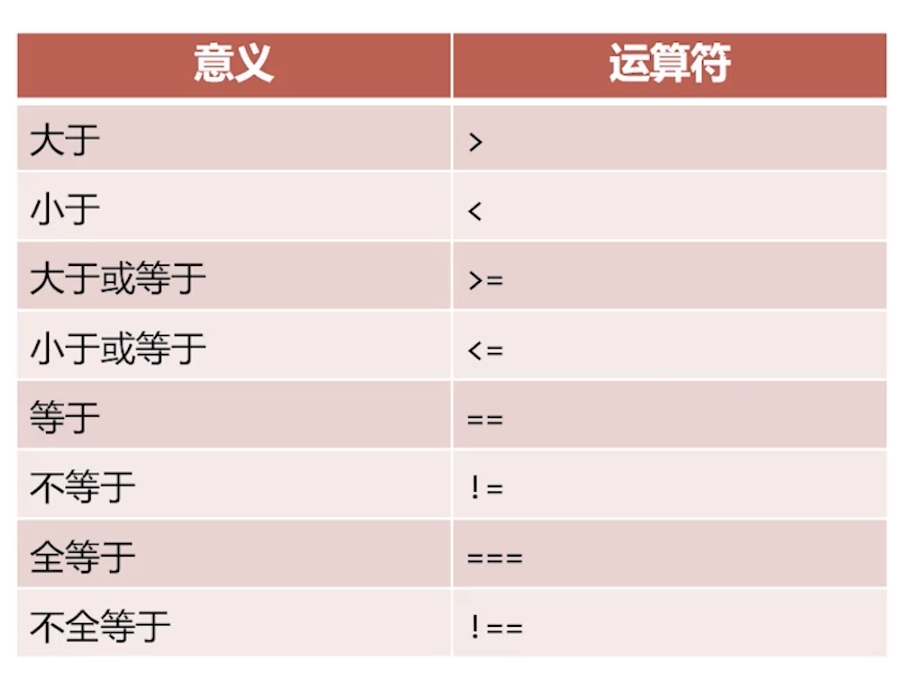 意义 运算符
大于 >
小于 <
大于或等于 >=
小于或等于 <=
等于 ==
不等于 !=
全等于 ===
不全等于 !==